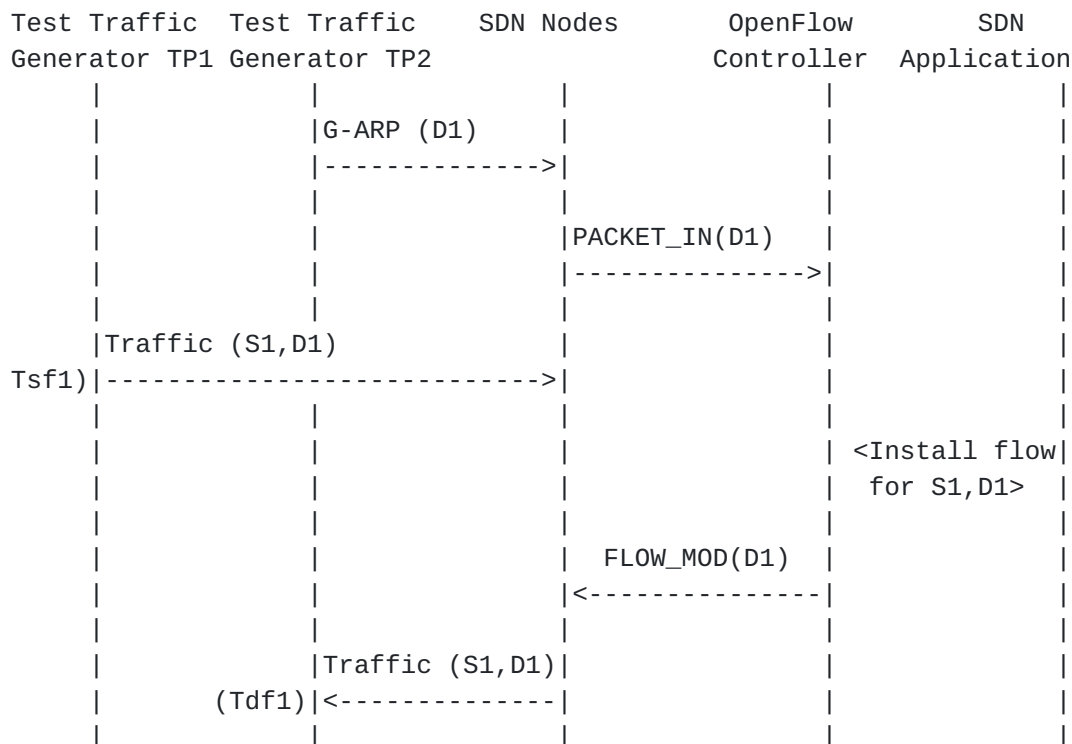 Test Traffic Test Traffic SDN Nodes OpenFlow SDN
Generator TP1 Generator TP2 Controller Application
G-ARP (D1)
PACKET_IN(D1)
Traffic (S1,D1)
Tsf1)
<Install flow
for S1,D1>
FLOW_MOD(D1)
Traffic (S1,D1)
(Tdf1)